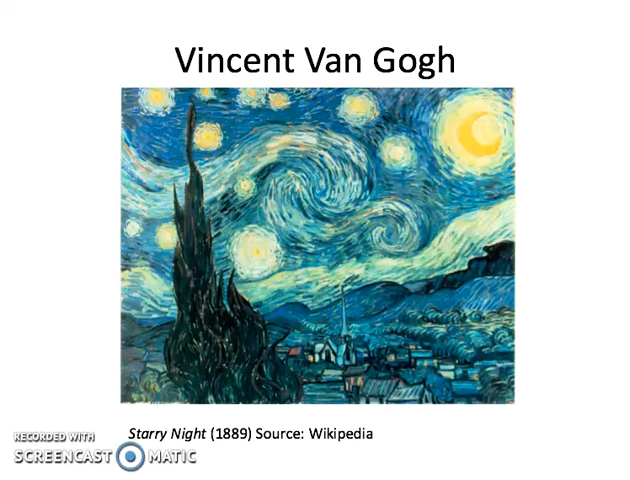 Vincent Van Gogh
Starry Night (1889) Source: Wikipedia
RECORDED WITH
SCREENCAST MATIC